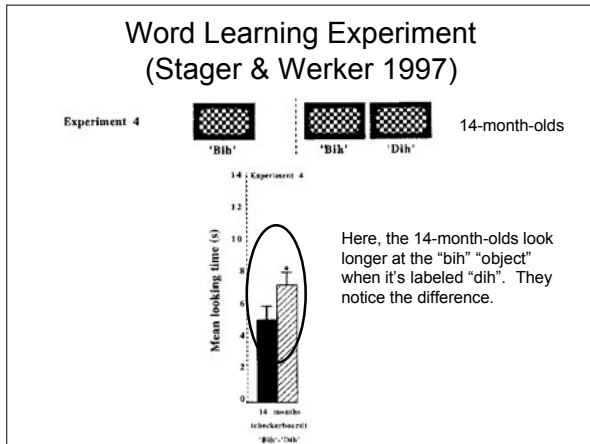 Word Learning Experiment
(Stager & Werker 1997)
Experiment 4
14-month-olds
'Bih'
'Bih'
'Dih'
14
Experiment 4
12
10
8
6
4
2
0
Mean looking time (s)
*
Here, the 14-month-olds look
longer at the “bih” “object”
when it's labeled “dih”. They
notice the difference.
14 months
(checkerboard)
'Bih'-'Dih'